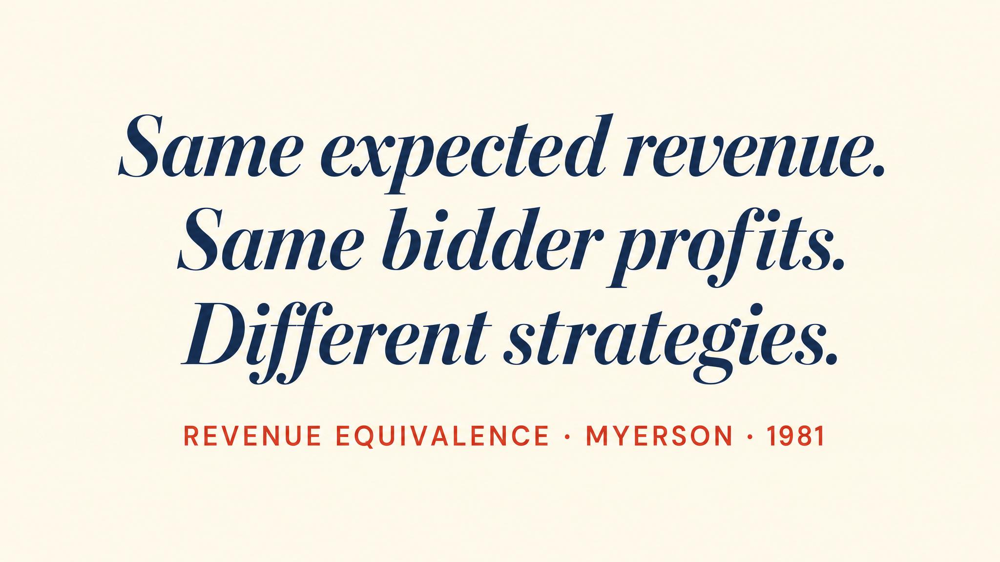 Same expected revenue.
Same bidder profits.
Different strategies.
REVENUE EQUIVALENCE · MYERSON · 1981